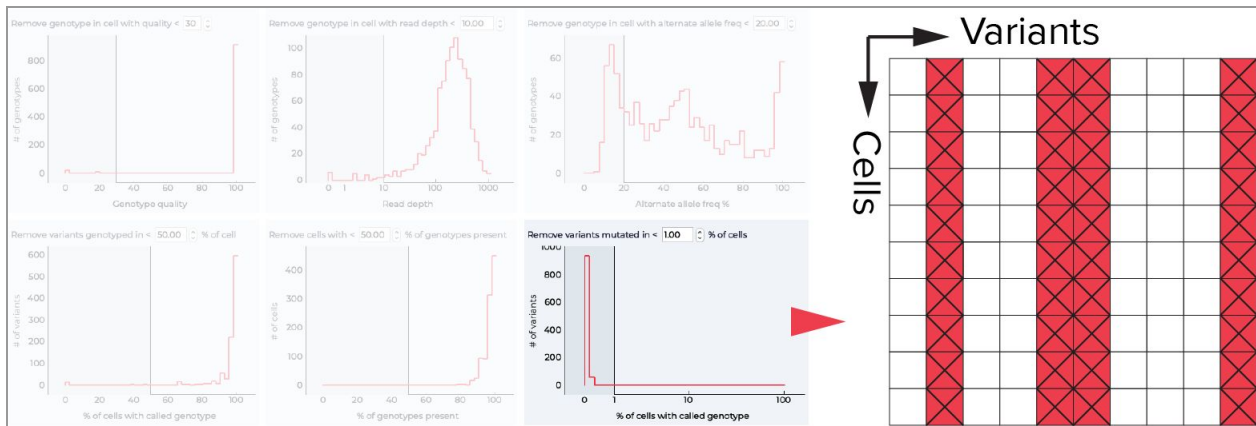 Remove genotype in cell with quality < 30
800
600
400
200
0
# of genotypes
0 20 40 60 80 100
Genotype quality
Remove genotype in cell with read depth < 10.00
100
80
60
40
20
0
# of genotypes
0 1 10 100 1000
Read depth
Remove genotype in cell with alternate allele freq < 20.00
60
40
20
0
# of genotypes
0 20 40 60 80 100
Alternate allele freq %
Remove variants genotyped in < 50.00 % of cell
600
500
400
300
200
100
0
# of variants
0 20 40 60 80 100
% of cells with called genotype
Remove cells with < 50.00 % of genotypes present
400
300
200
100
0
# of cells
0 20 40 60 80 100
% of genotypes present
Remove variants mutated in < 1.00 % of cells
1000
800
600
400
200
0
# of variants
0 1 10 100
% of cells with called genotype
Variants
Cells